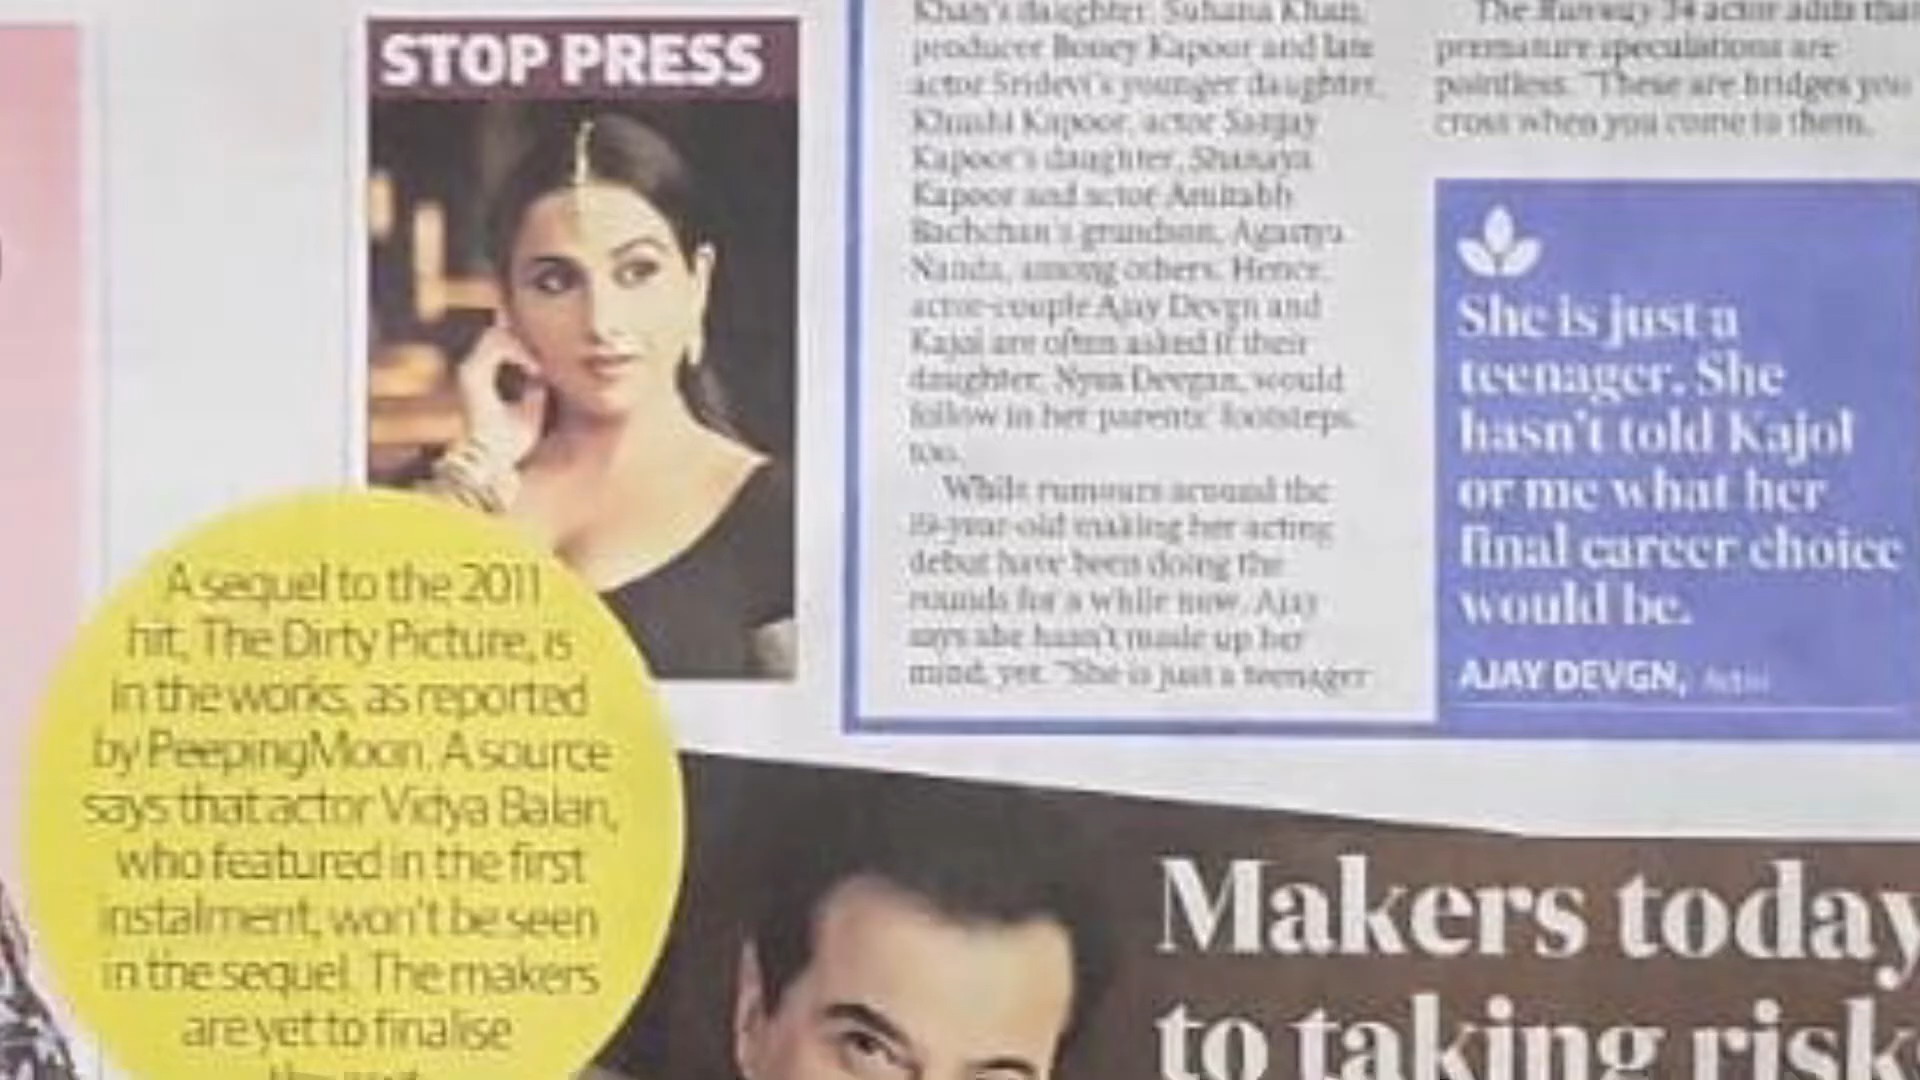 STOP PRESS
A sequel to the 2011
hit, The Dirty Picture, is
in the works, as reported
by PeepingMoon. A source
says that actor Vidya Balan,
who featured in the first
instalment, won't be seen
in the sequel. The makers
are yet to finalise
Khan's daughter, Suhana Khan,
producer Boney Kapoor and late
actor Sridevi's younger daughter,
Khushi Kapoor, actor Sanjay
Kapoor's daughter, Shanaya
Kapoor and actor Amitabh
Bachchan's grandson, Agastya
Nanda, among others. Hence
actor-couple Ajay Devgn and
Kajol are often asked if their
daughter, Nysa Devgan, would
follow in her parents' footsteps,
too.
While rumours around the
19-year-old making her acting
debut have been doing the
rounds for a while now, Ajay
says she hasn't made up her
mind, yet. "She is just a teenager
The Runway 34 actor adds that
premature speculations are
pointless. "These are bridges you
cross when you come to them.
She is just a
teenager. She
hasn't told Kajol
or me what her
final career choice
would be.
AJAY DEVGN, Actor
Makers today
to taking risk